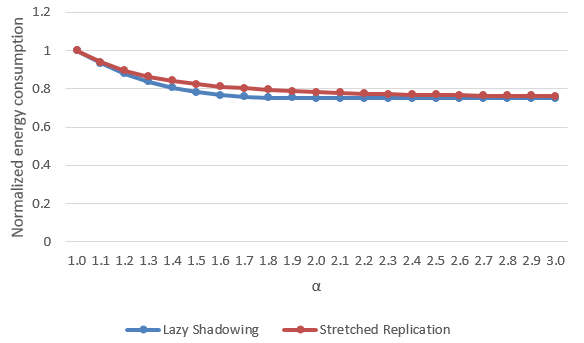 Normalized energy consumption
1.2
1
0.8
0.6
0.4
0.2
0
1.0 1.1 1.2 1.3 1.4 1.5 1.6 1.7 1.8 1.9 2.0 2.1 2.2 2.3 2.4 2.5 2.6 2.7 2.8 2.9 3.0
α
Lazy Shadowing Stretched Replication